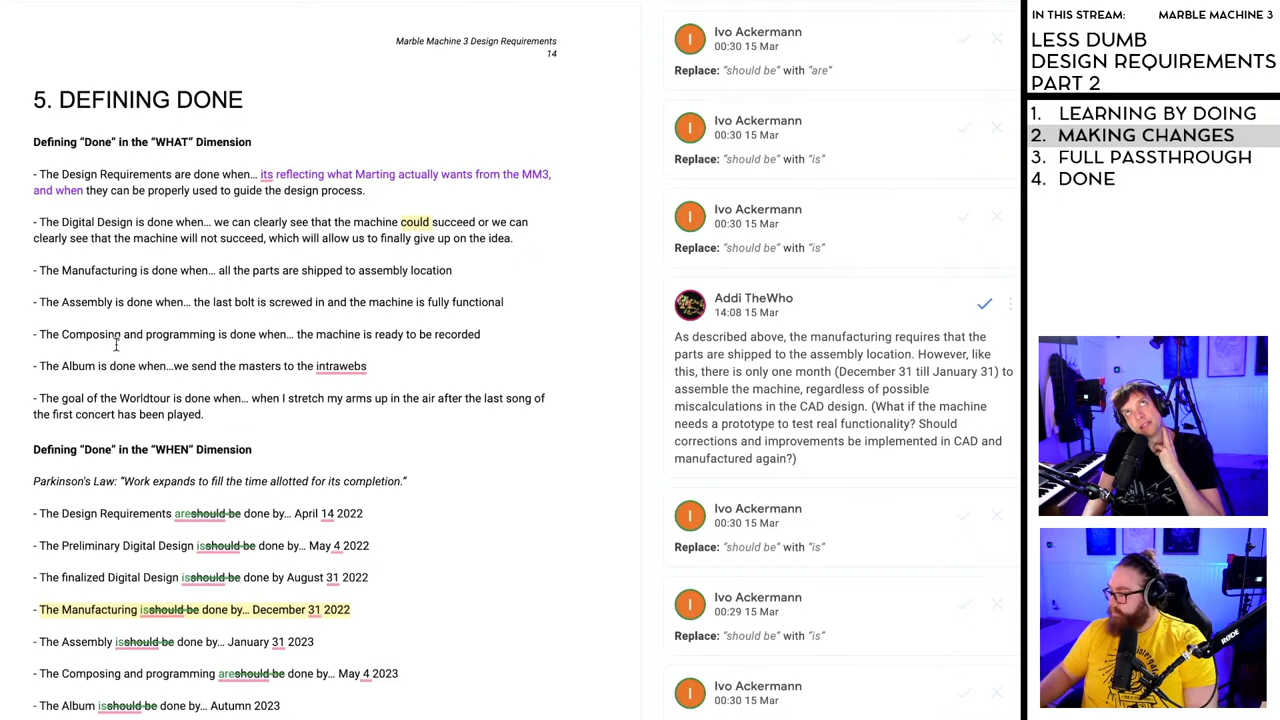 Marble Machine 3 Design Requirements
14
5. DEFINING DONE
Defining “Done” in the “WHAT” Dimension
- The Design Requirements are done when… its reflecting what Marting actually wants from the MM3,
and when they can be properly used to guide the design process.
- The Digital Design is done when… we can clearly see that the machine could succeed or we can
clearly see that the machine will not succeed, which will allow us to finally give up on the idea.
- The Manufacturing is done when… all the parts are shipped to assembly location
- The Assembly is done when… the last bolt is screwed in and the machine is fully functional
- The Composing and programming is done when… the machine is ready to be recorded
- The Album is done when…we send the masters to the intrawebs
- The goal of the Worldtour is done when… when I stretch my arms up in the air after the last song of
the first concert has been played.
Defining “Done” in the “WHEN” Dimension
Parkinson's Law: “Work expands to fill the time allotted for its completion.”
- The Design Requirements areshould be done by… April 14 2022
- The Preliminary Digital Design isshould be done by… May 4 2022
- The finalized Digital Design isshould be done by August 31 2022
- The Manufacturing isshould be done by… December 31 2022
- The Assembly isshould be done by… January 31 2023
- The Composing and programming areshould be done by… May 4 2023
- The Album isshould be done by… Autumn 2023
I
Ivo Ackermann
00:30 15 Mar
Replace: “should be” with “are”
I
Ivo Ackermann
00:30 15 Mar
Replace: “should be” with “is”
I
Ivo Ackermann
00:30 15 Mar
Replace: “should be” with “is”
Addi TheWho
14:08 15 Mar
As described above, the manufacturing requires that the
parts are shipped to the assembly location. However, like
this, there is only one month (December 31 till January 31) to
assemble the machine, regardless of possible
miscalculations in the CAD design. (What if the machine
needs a prototype to test real functionality? Should
corrections and improvements be implemented in CAD and
manufactured again?)
I
Ivo Ackermann
00:30 15 Mar
Replace: “should be” with “is”
I
Ivo Ackermann
00:29 15 Mar
Replace: “should be” with “is”
I
Ivo Ackermann
00:30 15 Mar
IN THIS STREAM: MARBLE MACHINE 3
LESS DUMB
DESIGN REQUIREMENTS
PART 2
1. LEARNING BY DOING
2. MAKING CHANGES
3. FULL PASSTHROUGH
4. DONE
RØDE